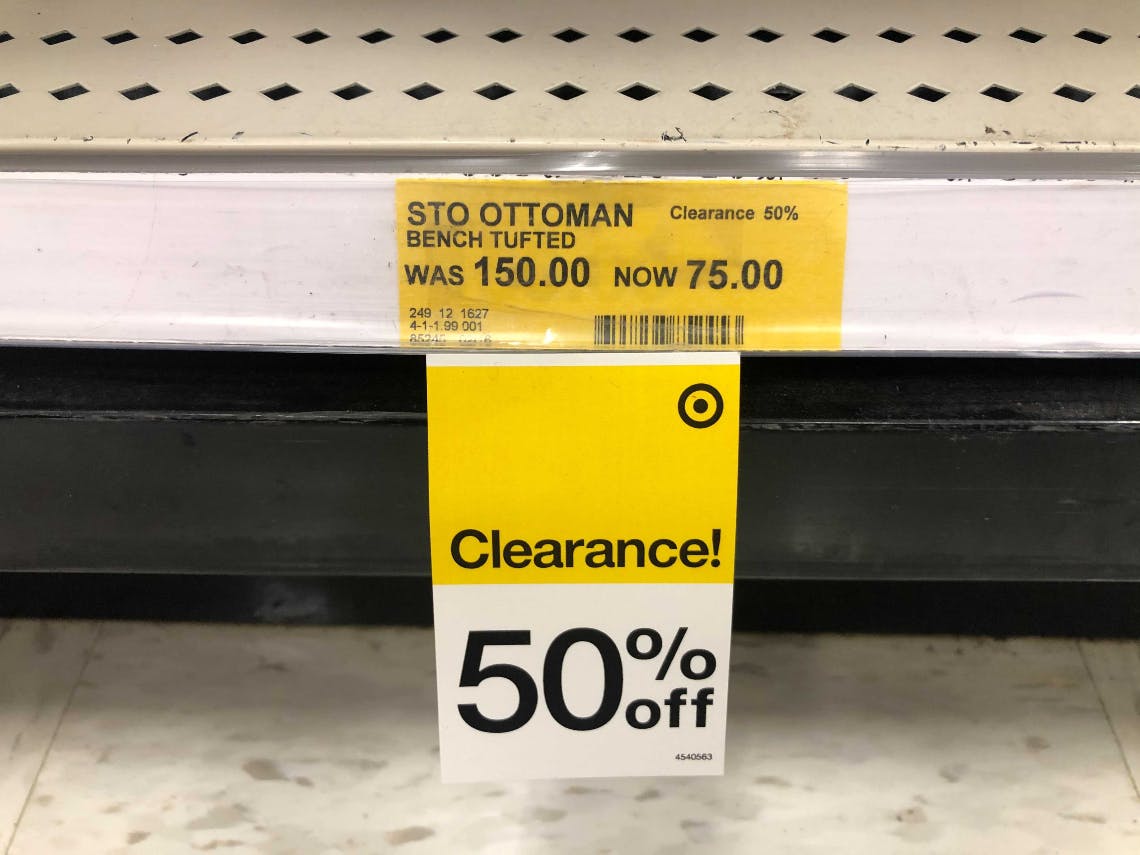 STO OTTOMAN Clearance 50%
BENCH TUFTED
WAS 150.00 NOW 75.00
249 12 1627
4-1-1.99 001
Clearance!
50%
off
4540563